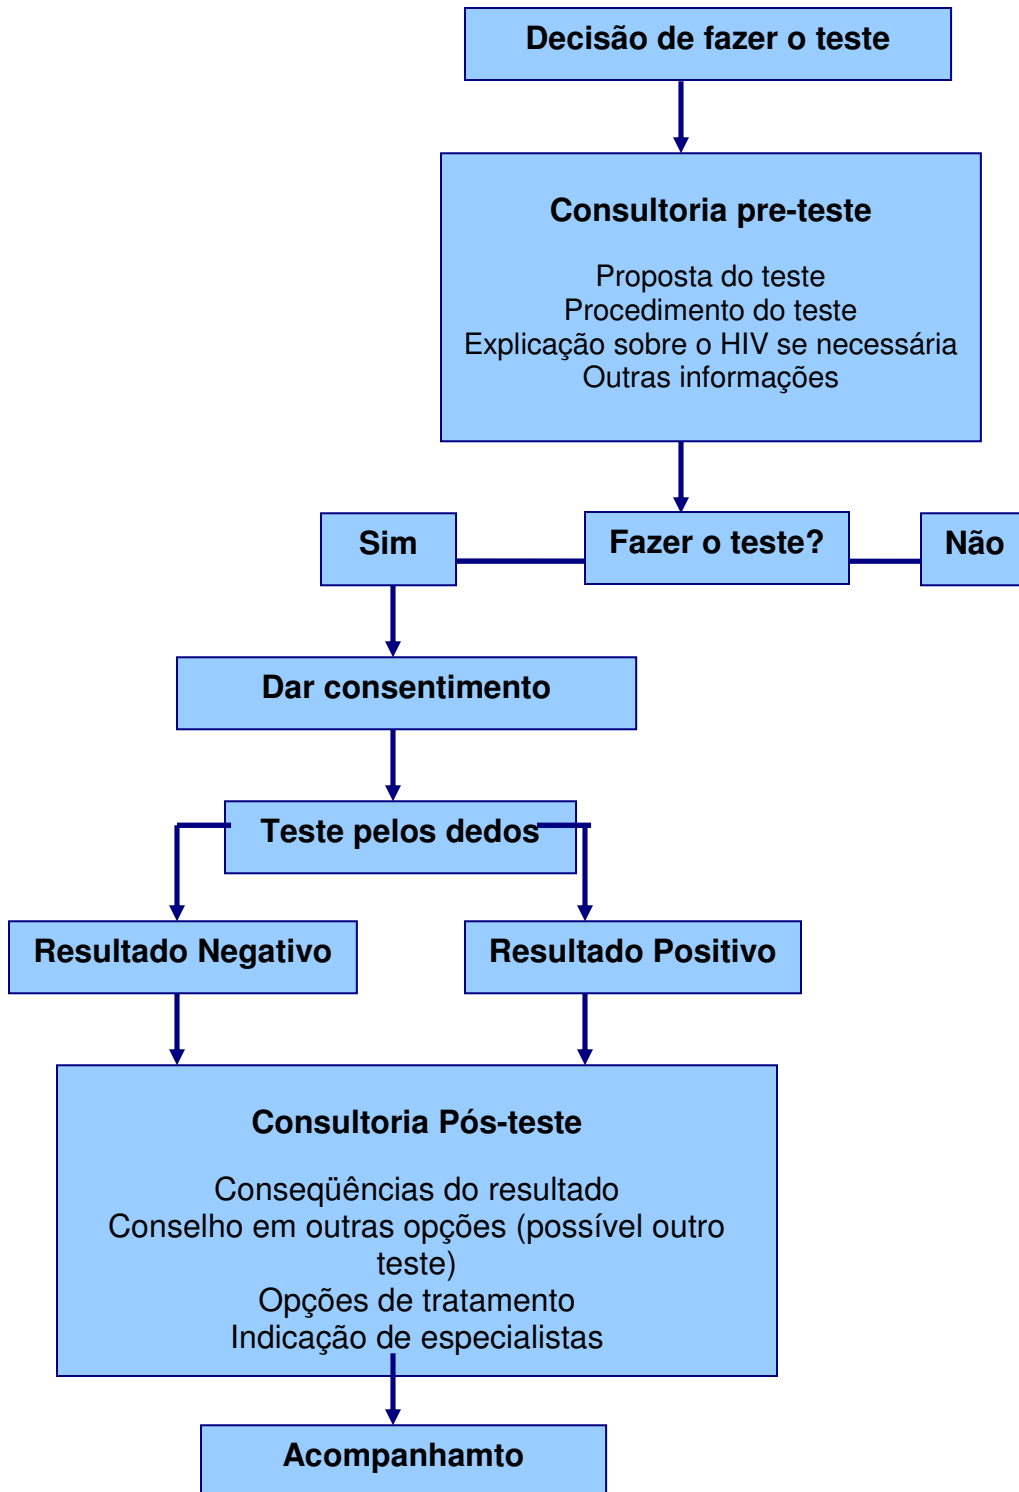 Decisão de fazer o teste
Consultoria pre-teste
Proposta do teste
Procedimento do teste
Explicação sobre o HIV se necessária
Outras informações
Sim
Fazer o teste?
Não
Dar consentimento
Teste pelos dedos
Resultado Negativo
Resultado Positivo
Consultoria Pós-teste
Conseqüências do resultado
Conselho em outras opções (possível outro
teste)
Opções de tratamento
Indicação de especialistas
Acompanhamto